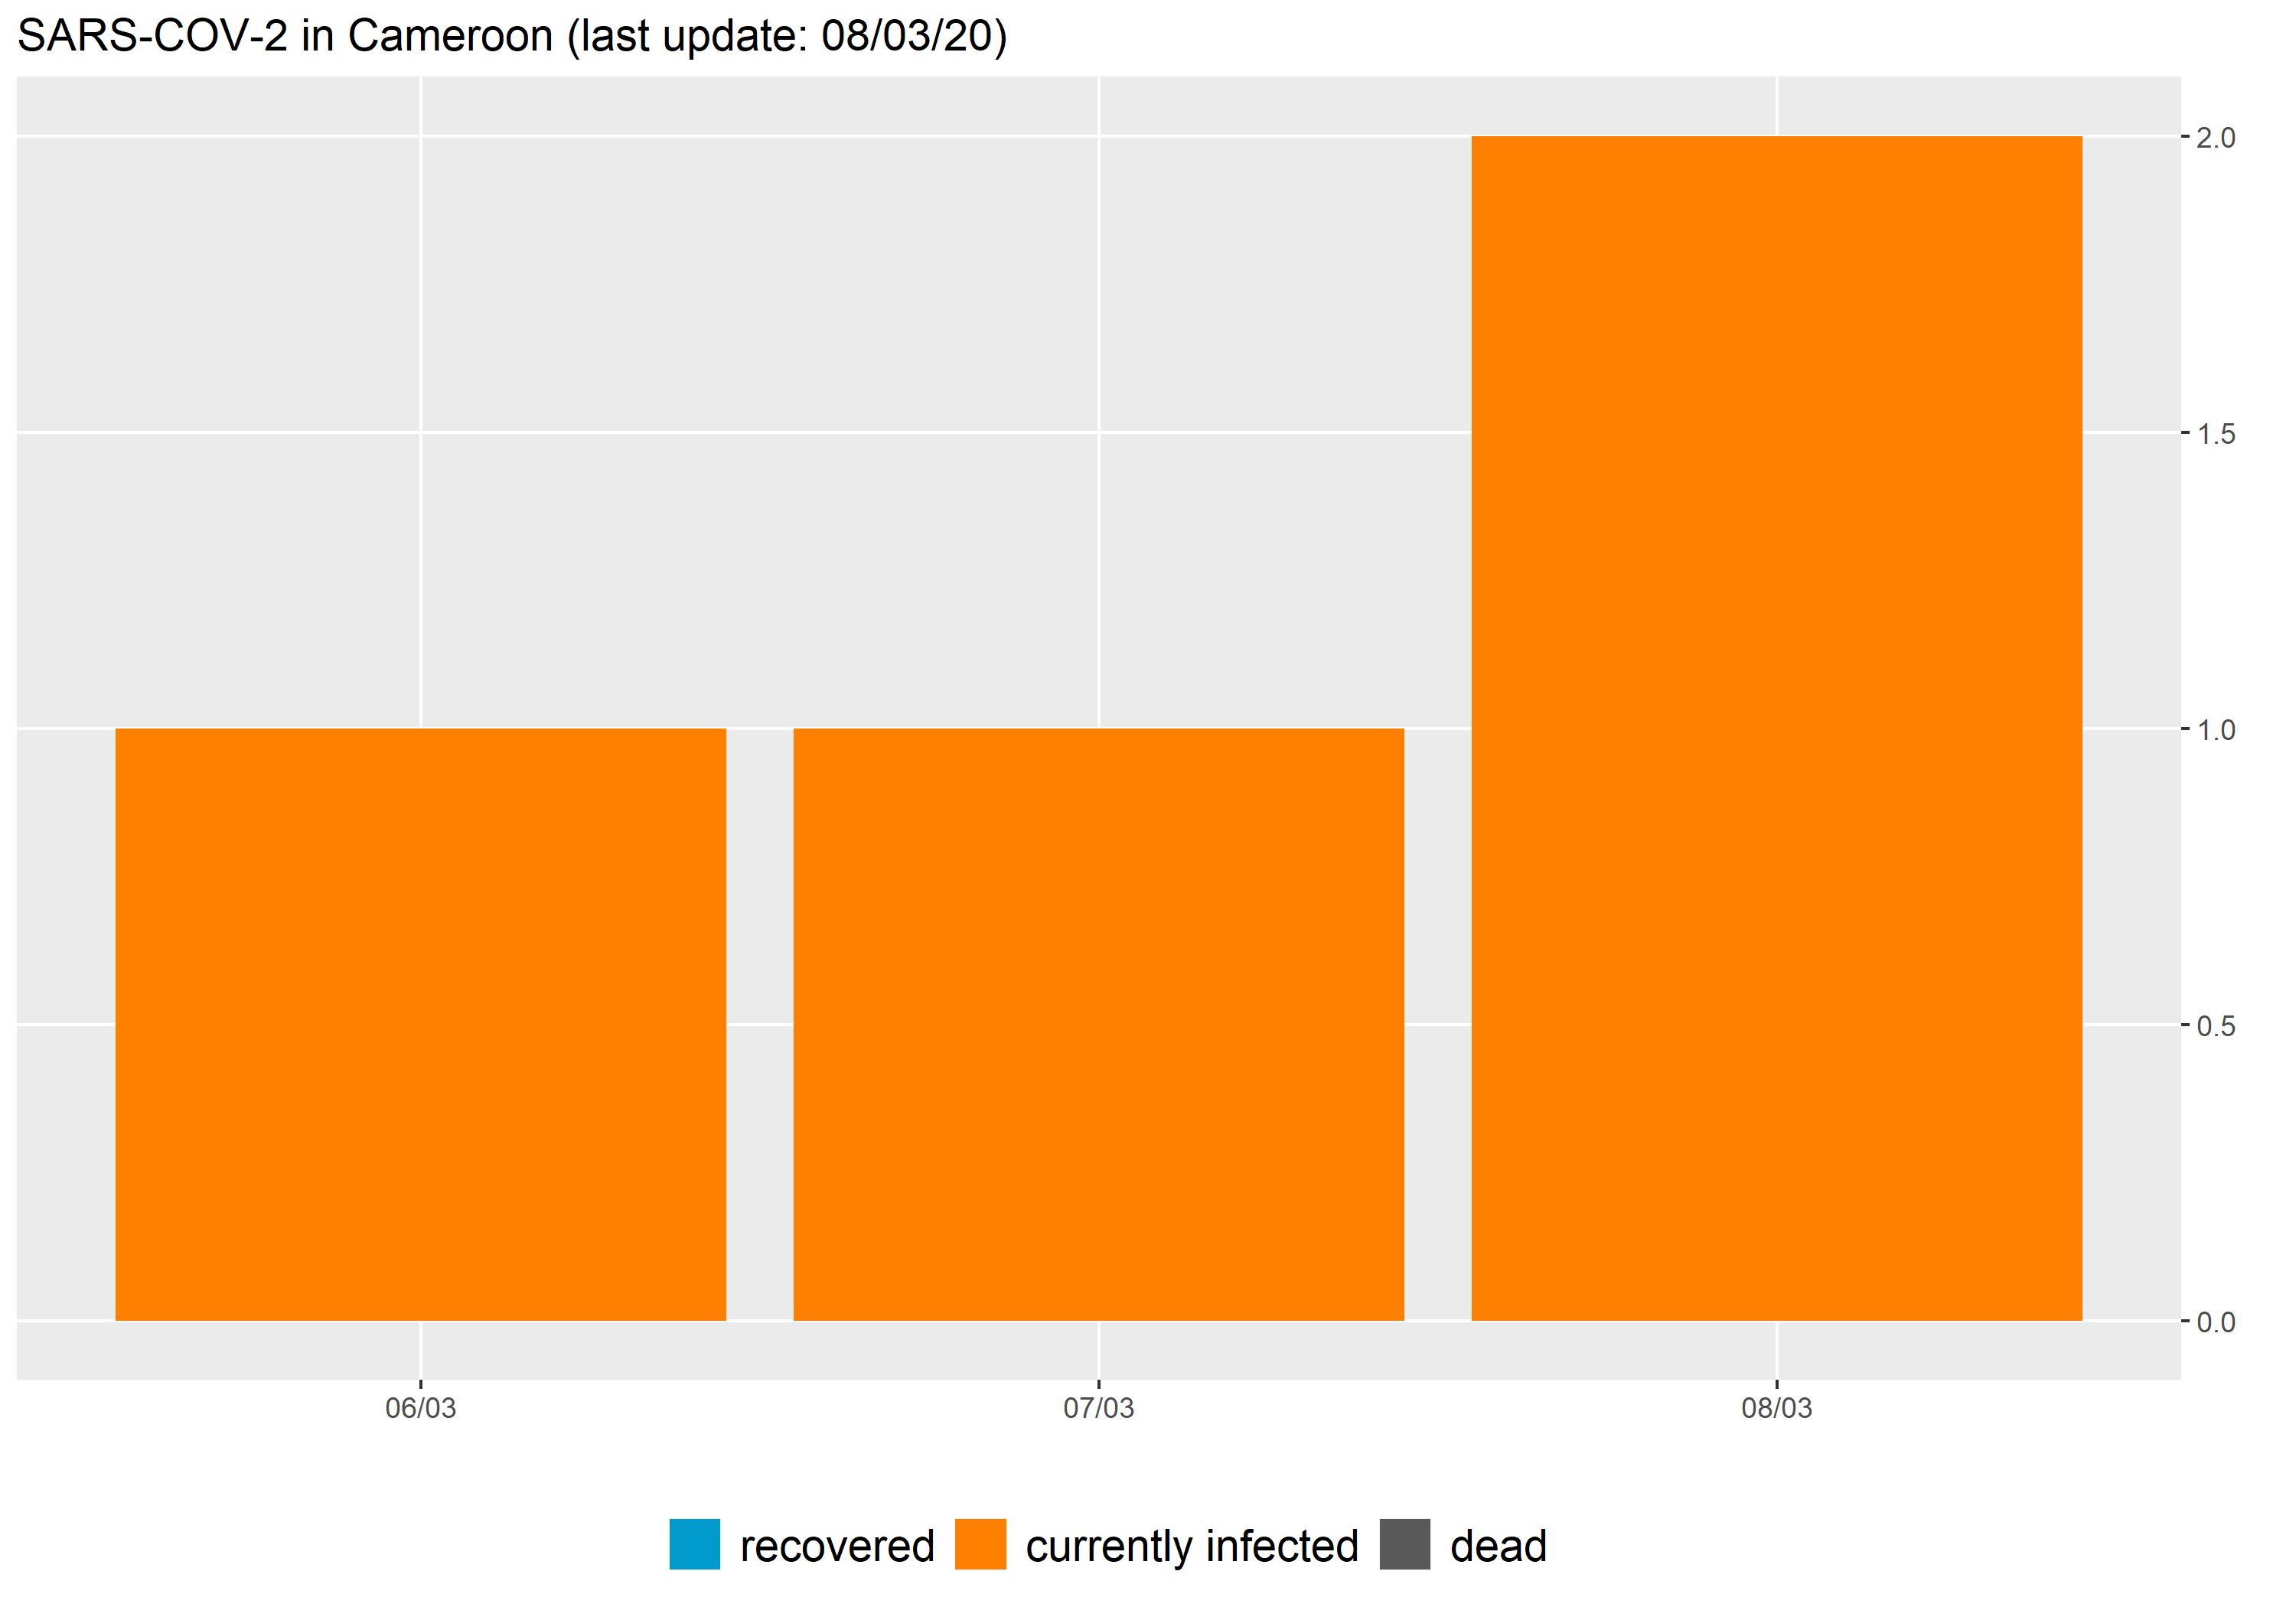 SARS-COV-2 in Cameroon (last update: 08/03/20)
2.0
1.5
1.0
0.5
0.0
06/03 07/03 08/03
recovered currently infected dead